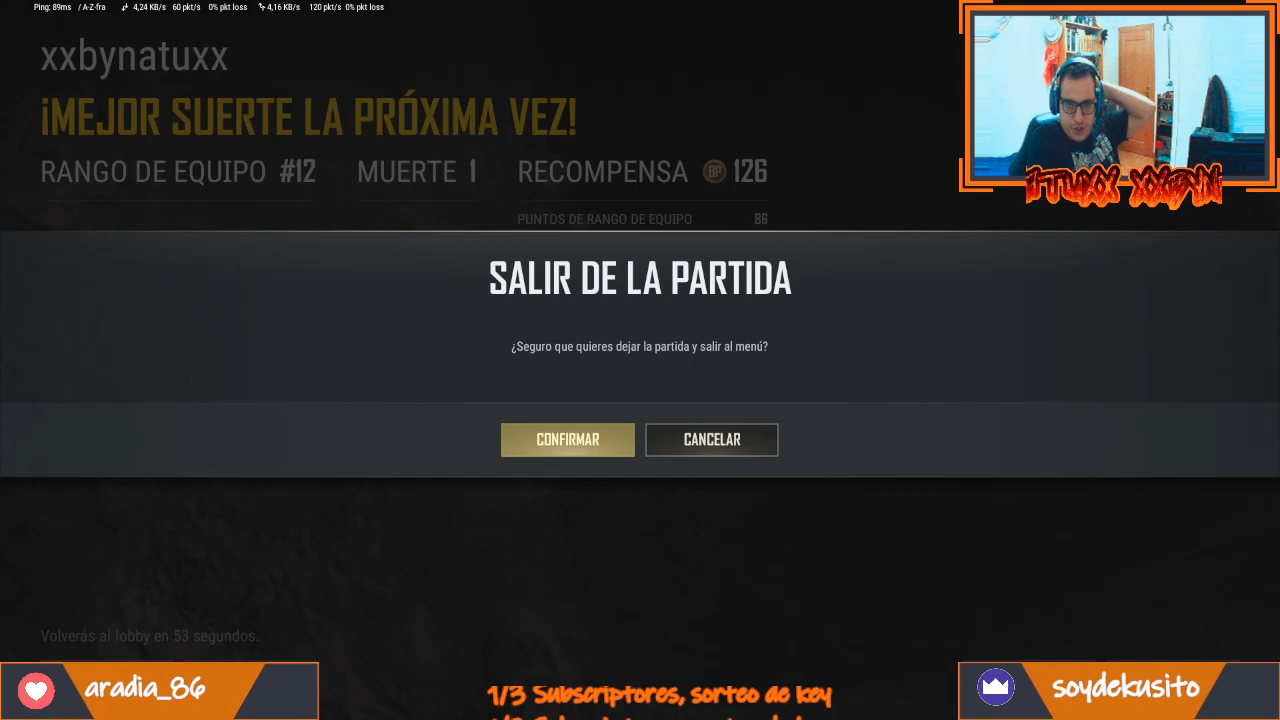 Ping: 89ms / A-Z-fra 4,24 KB/s 60 pkt/s 0% pkt loss 4,16 KB/s 120 pkt/s 0% pkt loss
xxbynatuxx
¡MEJOR SUERTE LA PRÓXIMA VEZ!
RANGO DE EQUIPO #12 MUERTE 1 RECOMPENSA BP 126
PUNTOS DE RANGO DE EQUIPO 86
SALIR DE LA PARTIDA
¿Seguro que quieres dejar la partida y salir al menú?
CONFIRMAR CANCELAR
Volverás al lobby en 53 segundos.
aradia_86
1/3 Subscriptores, sorteo de key
soydekusito